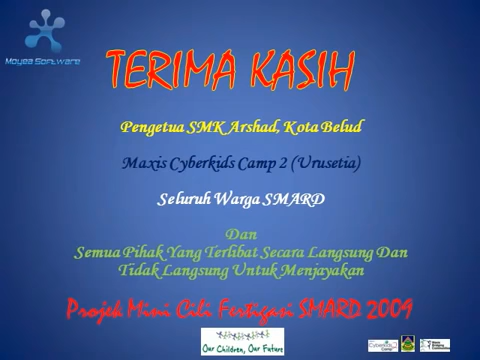 Moyea Software
TERIMA KASIH
Pengetua SMK Arshad, Kota Belud
Maxis Cyberkids Camp 2 (Urusetia)
Seluruh Warga SMARD
Dan
Semua Pihak Yang Terlibat Secara Langsung Dan
Tidak Langsung Untuk Menjayakan
Projek Mini Cili Fertigasi SMARD 2009
Our Children, Our Future
Cyberkids
Camp